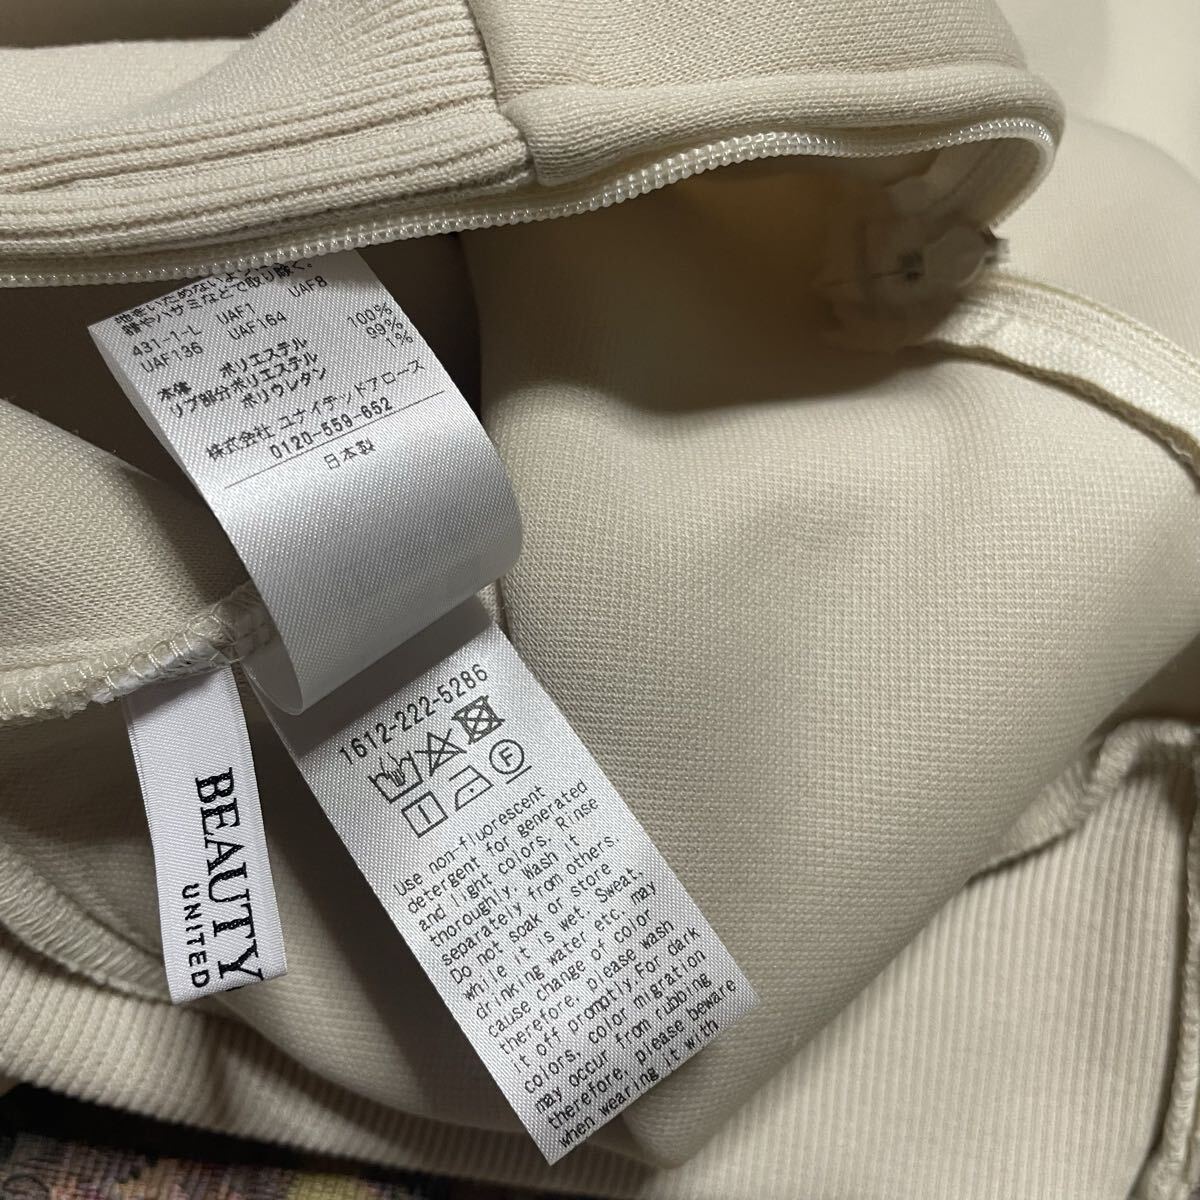 地をいためないよう
鋏やハサミなどで取り除く。
431-1-L UAF1 UAF8
UAF136 UAF164
本体 ポリエステル 100%
リブ部分ポリエステル 99%
ポリウレタン 1%
株式会社 ユナイテッドアローズ
0120-559-652
日本製
1612-222-5286
F
Use non-fluorescent
detergent for generated
and light colors. Rinse
thoroughly. Wash it
separately from others.
Do not soak or store
while it is wet. Sweat,
drinking water etc. may
cause change of color
therefore, please wash
it off promptly.For dark
colors, color migration
may occur from rubbing
therefore, please beware
when wearing it with
BEAUTY
UNITED